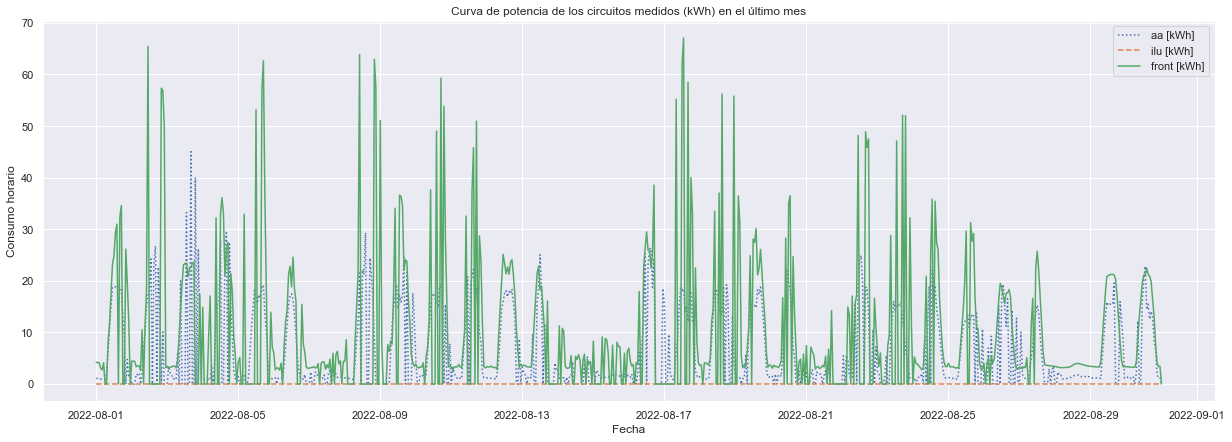 Curva de potencia de los circuitos medidos (kWh) en el último mes
70
60
50
40
30
20
10
0
Consumo horario
aa [kWh]
ilu [kWh]
front [kWh]
2022-08-01
2022-08-05
2022-08-09
2022-08-13
2022-08-17
2022-08-21
2022-08-25
2022-08-29
2022-09-01
Fecha